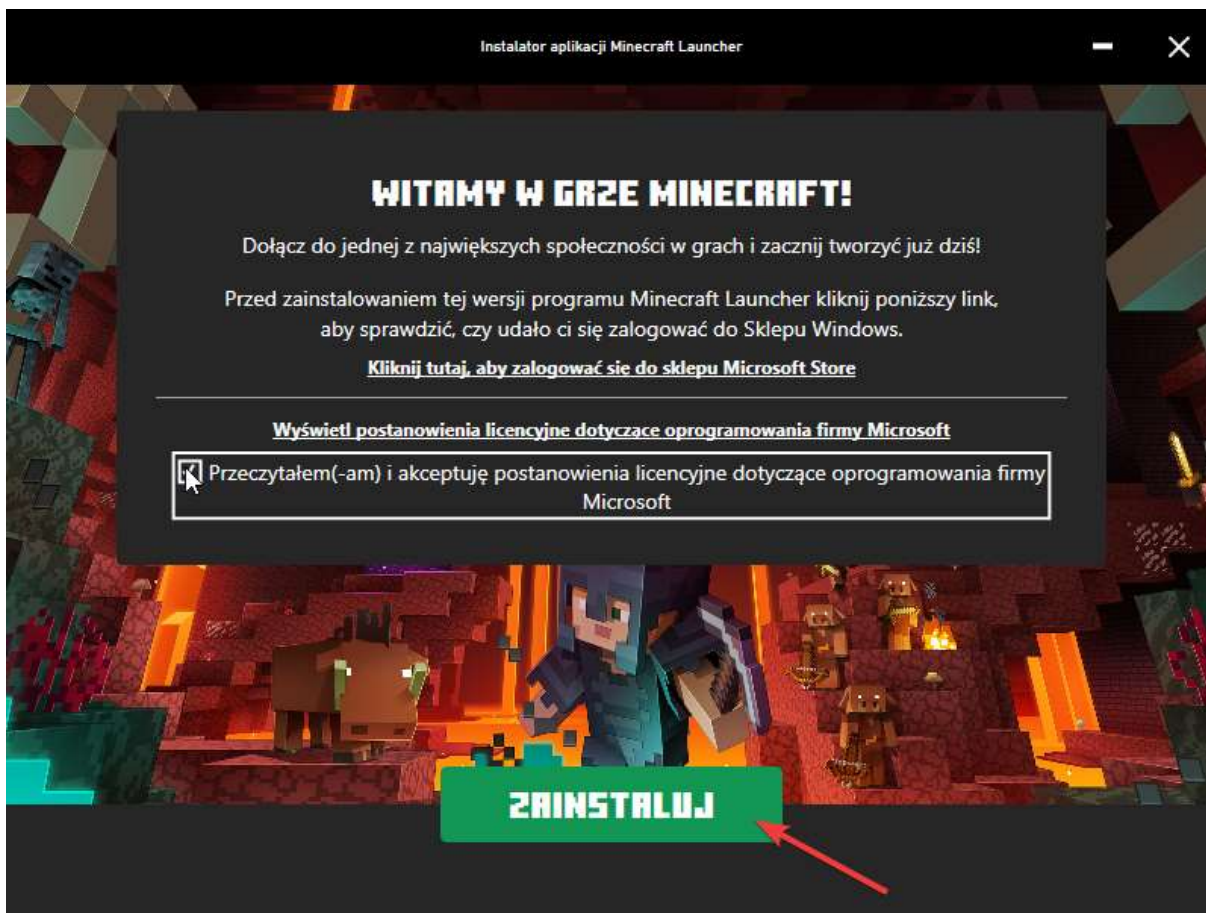 Instalator aplikacji Minecraft Launcher
WITAMY W GRZE MINECRAFT!
Dołącz do jednej z największych społeczności w grach i zacznij tworzyć już dziś!
Przed zainstalowaniem tej wersji programu Minecraft Launcher kliknij poniższy link,
aby sprawdzić, czy udało ci się zalogować do Sklepu Windows.
Kliknij tutaj, aby zalogować się do sklepu Microsoft Store
Wyświetl postanowienia licencyjne dotyczące oprogramowania firmy Microsoft
Przeczytałem(-am) i akceptuję postanowienia licencyjne dotyczące oprogramowania firmy
Microsoft
ZAINSTALUJ